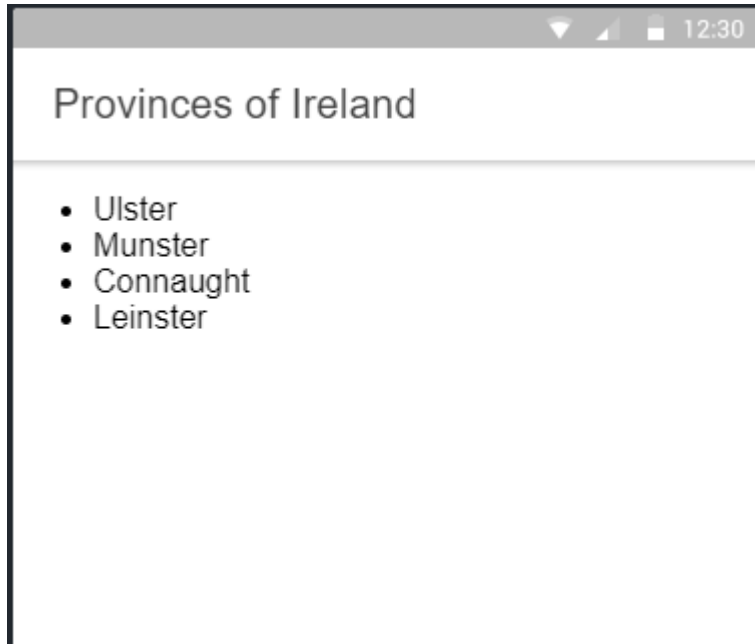 12:30
Provinces of Ireland
• Ulster
• Munster
• Connaught
• Leinster